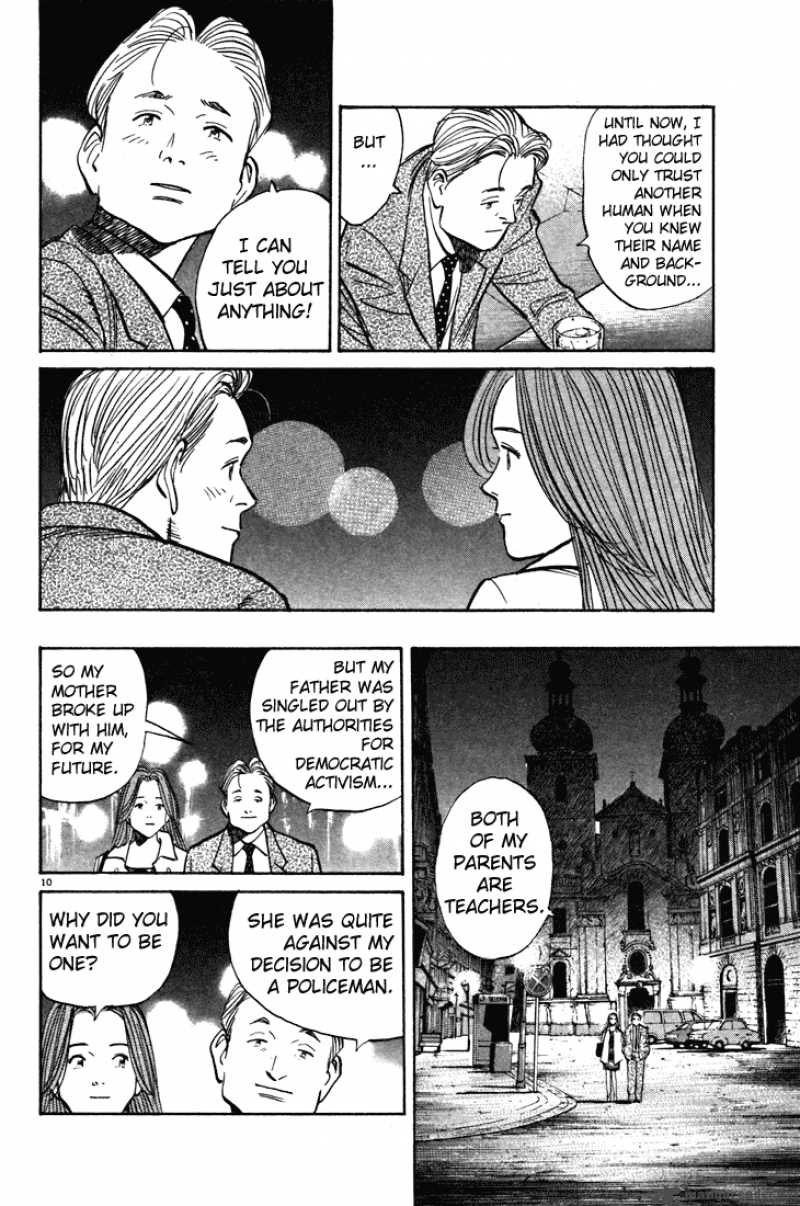 UNTIL NOW, I
HAD THOUGHT
YOU COULD
ONLY TRUST
ANOTHER
HUMAN WHEN
YOU KNEW
THEIR NAME
AND BACK-
GROUND...
BUT
...
I CAN
TELL YOU
JUST ABOUT
ANYTHING!
BOTH
OF MY
PARENTS
ARE
TEACHERS.
BUT MY
FATHER WAS
SINGLED OUT BY
THE AUTHORITIES
FOR
DEMOCRATIC
ACTIVISM...
SO MY
MOTHER
BROKE UP
WITH HIM,
FOR MY
FUTURE.
10
SHE WAS QUITE
AGAINST MY
DECISION TO BE
A POLICEMAN.
WHY DID YOU
WANT TO BE
ONE?